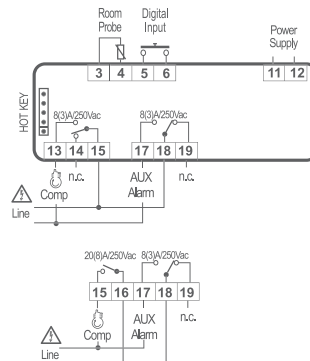 Room Probe
Digital Input
Power Supply
3 4 5 6 11 12
HOT KEY
8(3)A/250Vac 8(3)A/250Vac
13 14 15 17 18 19
Comp n.c. AUX Alarm n.c.
Line
20(8)A/250Vac 8(3)A/250Vac
15 16 17 18 19
Comp AUX Alarm n.c.
Line